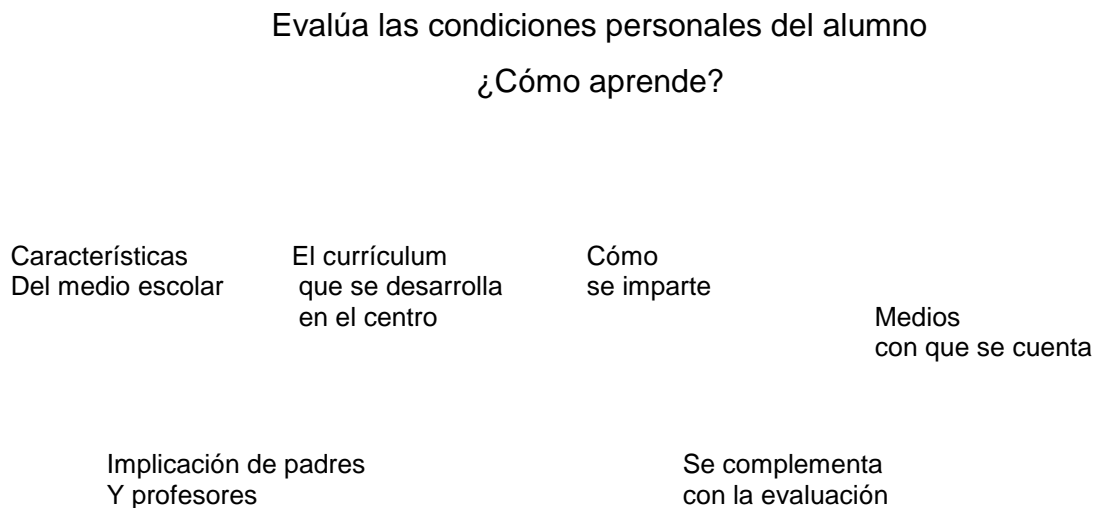 Evalúa las condiciones personales del alumno
¿Cómo aprende?
Características
Del medio escolar
El currículum
que se desarrolla
en el centro
Cómo
se imparte
Medios
con que se cuenta
Implicación de padres
Y profesores
Se complementa
con la evaluación